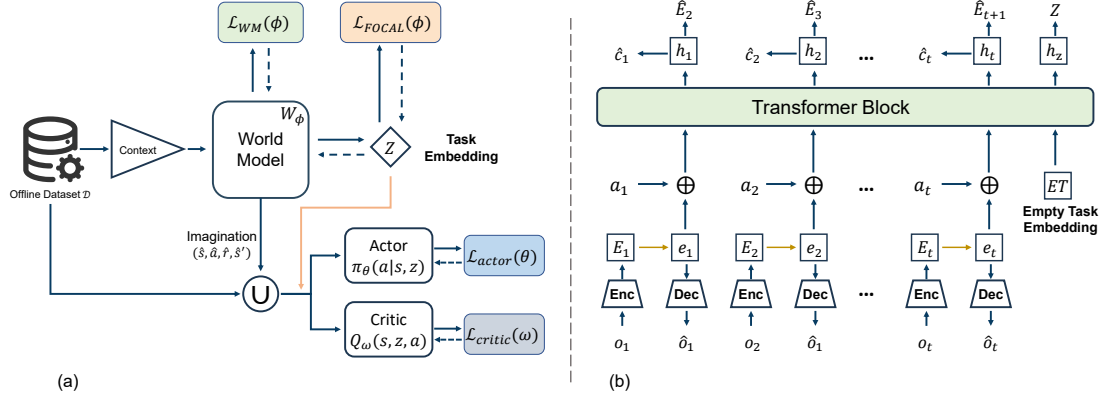 ℒ_WM(ϕ)
ℒ_FOCAL(ϕ)
W_ϕ
World
Model
Context
Offline Dataset 𝒟
Z
Task
Embedding
Imagination
(ŝ, â, r̂, ŝ′)
U
Actor
π_θ(a|s, z)
ℒ_actor(θ)
Critic
Q_ω(s, z, a)
ℒ_critic(ω)
(a)
Ê_2 Ê_3 Ê_{t+1} Z
ĉ_1 h_1 ĉ_2 h_2 ... ĉ_t h_t h_z
Transformer Block
a_1 ⊕ a_2 ⊕ ... a_t ⊕ ET
Empty Task
Embedding
E_1 e_1 E_2 e_2 E_t e_t
Enc Dec Enc Dec ... Enc Dec
o_1 ô_1 o_2 ô_1 o_t ô_t
(b)